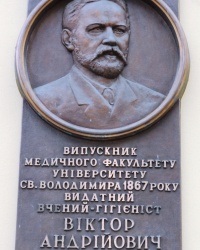 ВИПУСКНИК
МЕДИЧНОГО ФАКУЛЬТЕТУ
УНІВЕРСИТЕТУ
СВ. ВОЛОДИМИРА 1867 РОКУ
ВИДАТНИЙ
ВЧЕНИЙ-ГІГІЄНІСТ
ВІКТОР
АНДРІЙОВИЧ